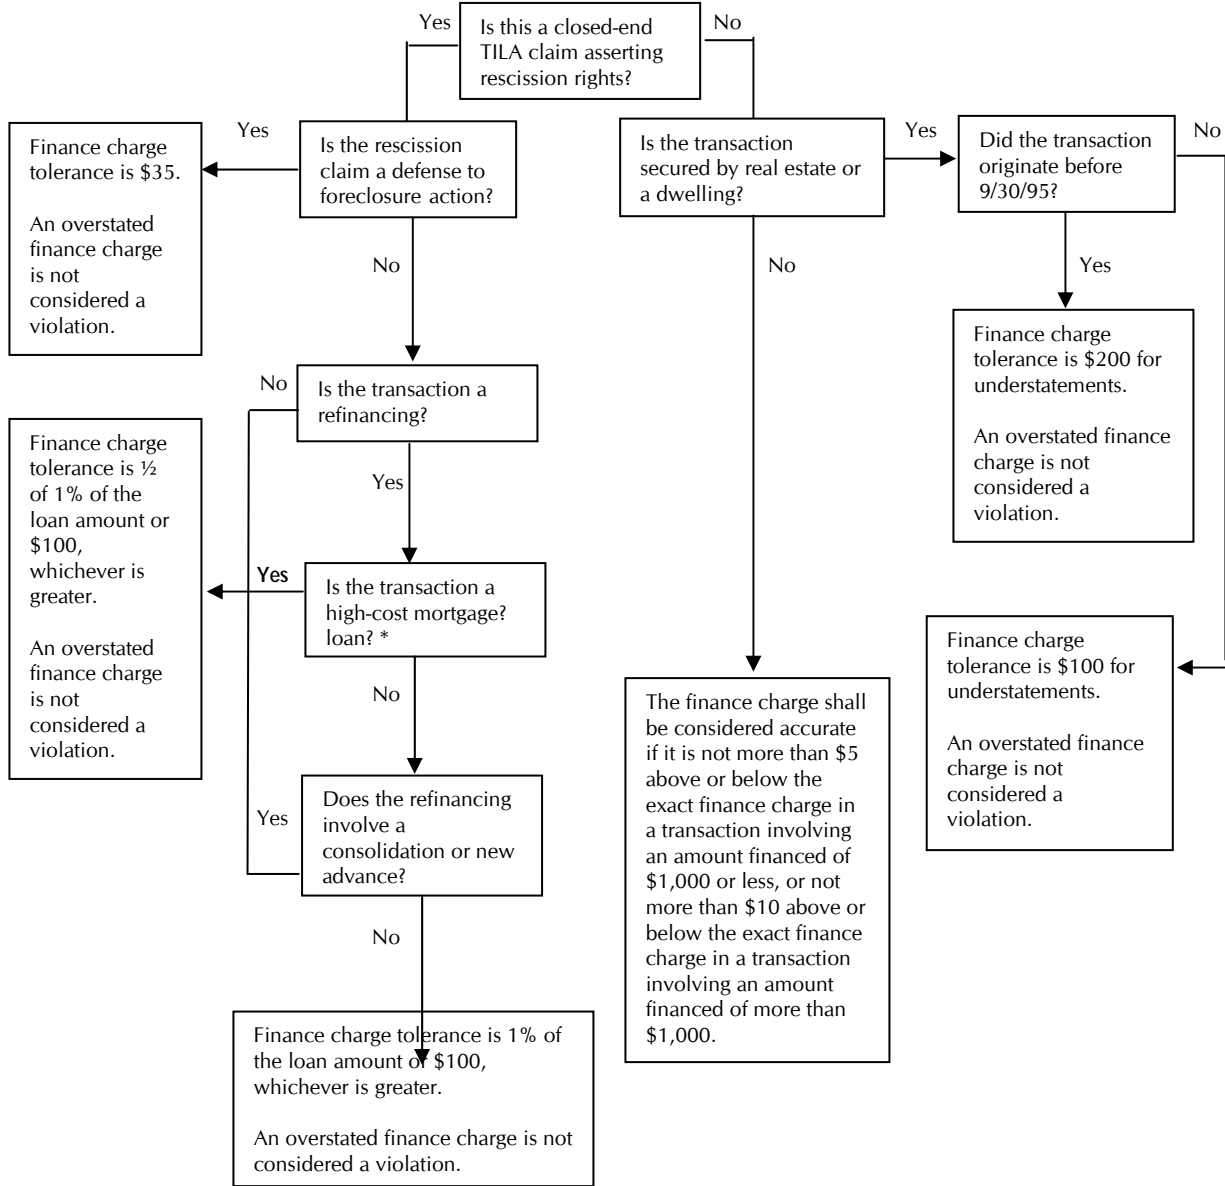 Yes
Is this a closed-end
TILA claim asserting
rescission rights?
No
Finance charge
tolerance is $35.
An overstated
finance charge
is not
considered a
violation.
Yes
Is the rescission
claim a defense to
foreclosure action?
Is the transaction
secured by real estate or
a dwelling?
Yes
Did the transaction
originate before
9/30/95?
No
No
No
Yes
Finance charge
tolerance is $200 for
understatements.
An overstated finance
charge is not
considered a
violation.
No
Is the transaction a
refinancing?
Yes
Finance charge
tolerance is ½
of 1% of the
loan amount or
$100,
whichever is
greater.
An overstated
finance charge
is not
considered a
violation.
Yes
Is the transaction a
high-cost mortgage?
loan? *
No
Finance charge
tolerance is $100 for
understatements.
An overstated finance
charge is not
considered a
violation.
The finance charge shall
be considered accurate
if it is not more than $5
above or below the
exact finance charge in
a transaction involving
an amount financed of
$1,000 or less, or not
more than $10 above or
below the exact finance
charge in a transaction
involving an amount
financed of more than
$1,000.
Yes
Does the refinancing
involve a
consolidation or new
advance?
No
Finance charge tolerance is 1% of
the loan amount or $100,
whichever is greater.
An overstated finance charge is not
considered a violation.